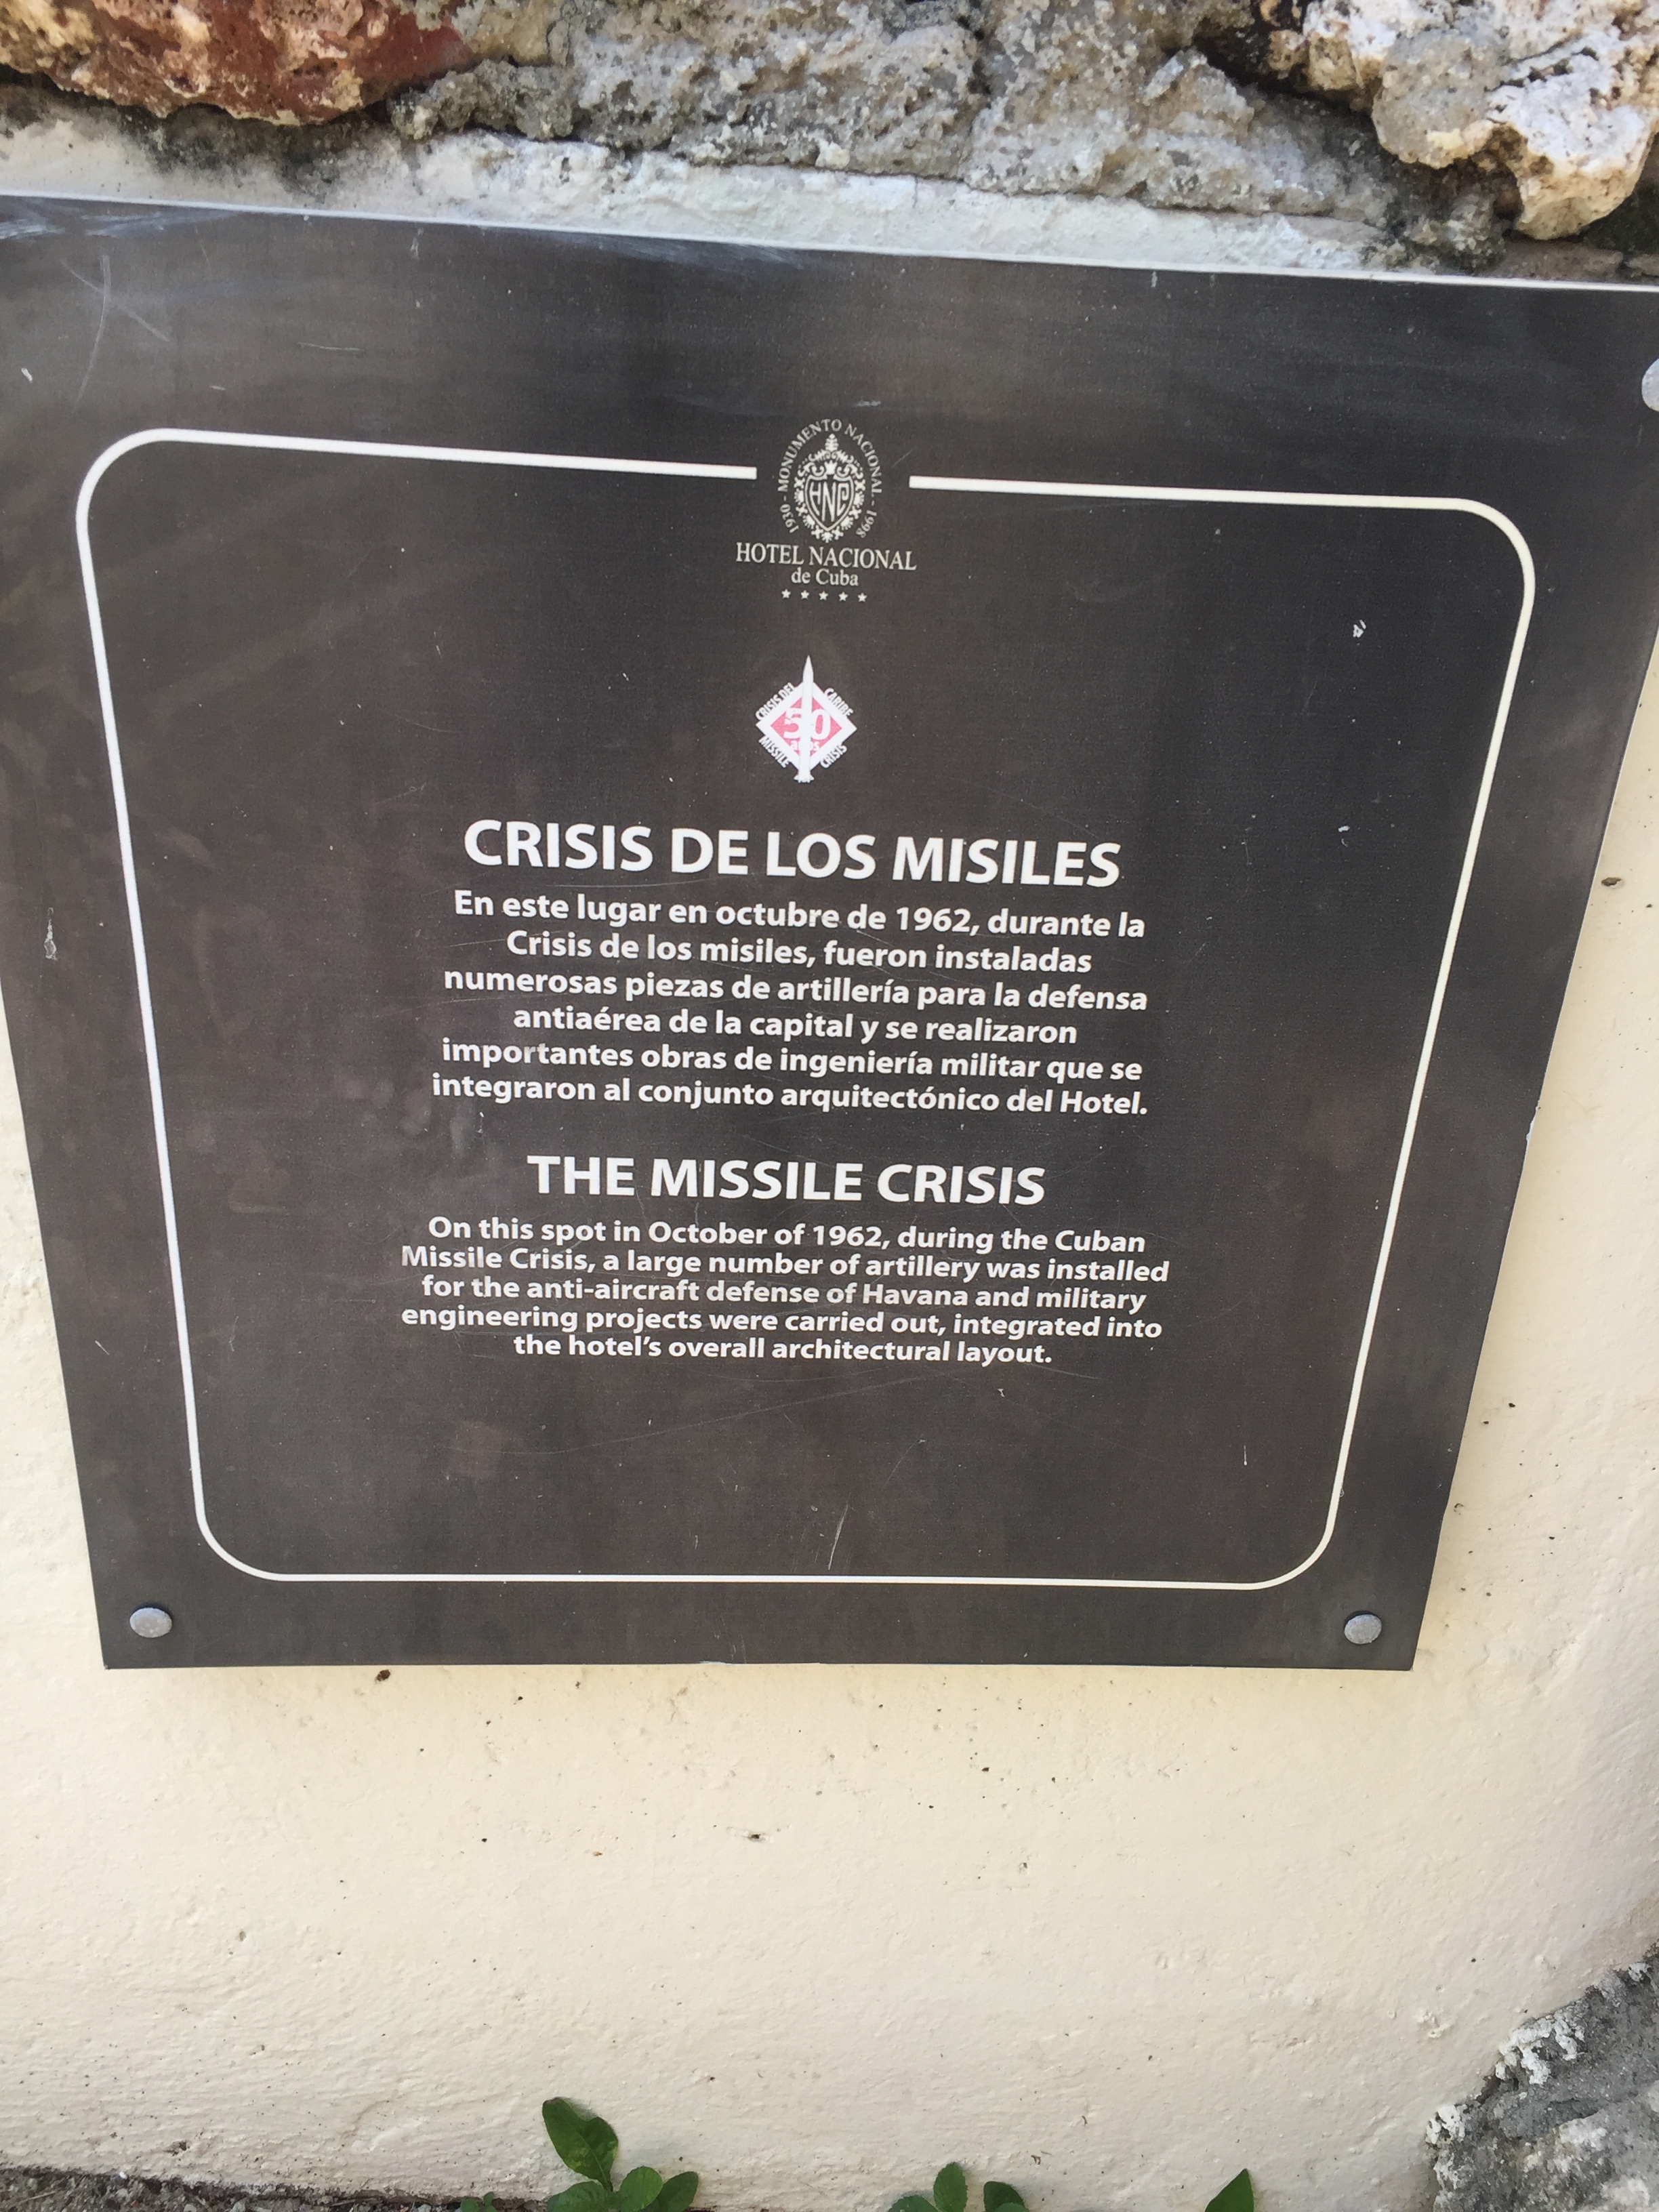 MONUMENTO NACIONAL
1930 - 1998
HNC
HOTEL NACIONAL
de Cuba
CRISIS DEL CARIBE
50
años
MISSILE CRISIS
CRISIS DE LOS MISILES
En este lugar en octubre de 1962, durante la
Crisis de los misiles, fueron instaladas
numerosas piezas de artillería para la defensa
antiaérea de la capital y se realizaron
importantes obras de ingeniería militar que se
integraron al conjunto arquitectónico del Hotel.
THE MISSILE CRISIS
On this spot in October of 1962, during the Cuban
Missile Crisis, a large number of artillery was installed
for the anti-aircraft defense of Havana and military
engineering projects were carried out, integrated into
the hotel's overall architectural layout.